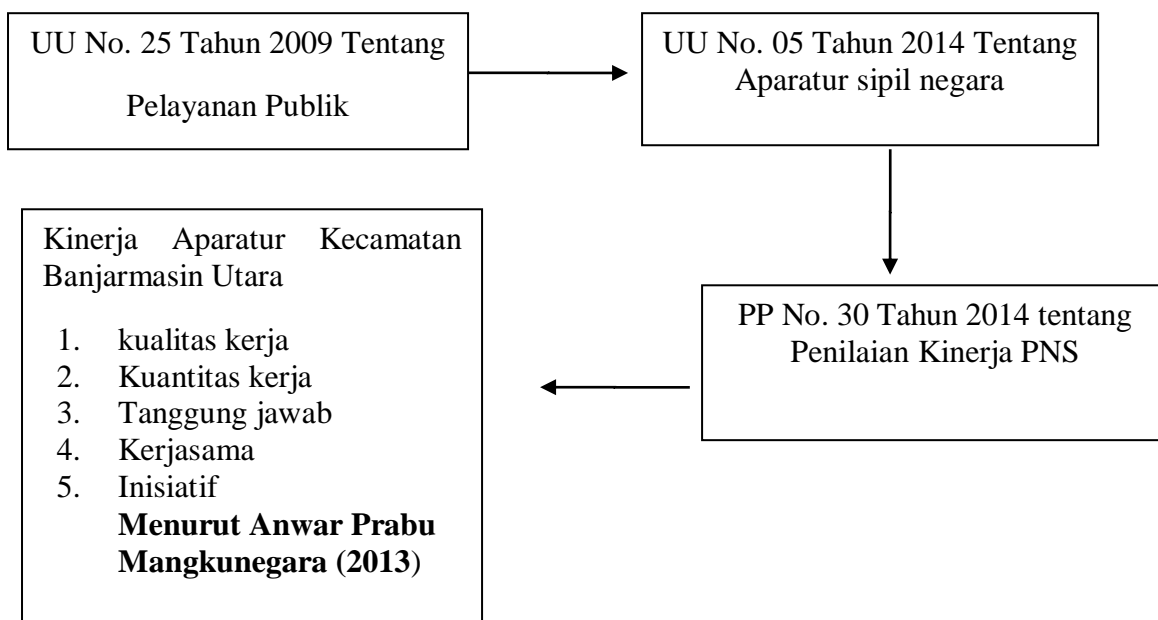 UU No. 25 Tahun 2009 Tentang
Pelayanan Publik
UU No. 05 Tahun 2014 Tentang
Aparatur sipil negara
PP No. 30 Tahun 2014 tentang
Penilaian Kinerja PNS
Kinerja Aparatur Kecamatan
Banjarmasin Utara
1. kualitas kerja
2. Kuantitas kerja
3. Tanggung jawab
4. Kerjasama
5. Inisiatif
Menurut Anwar Prabu
Mangkunegara (2013)